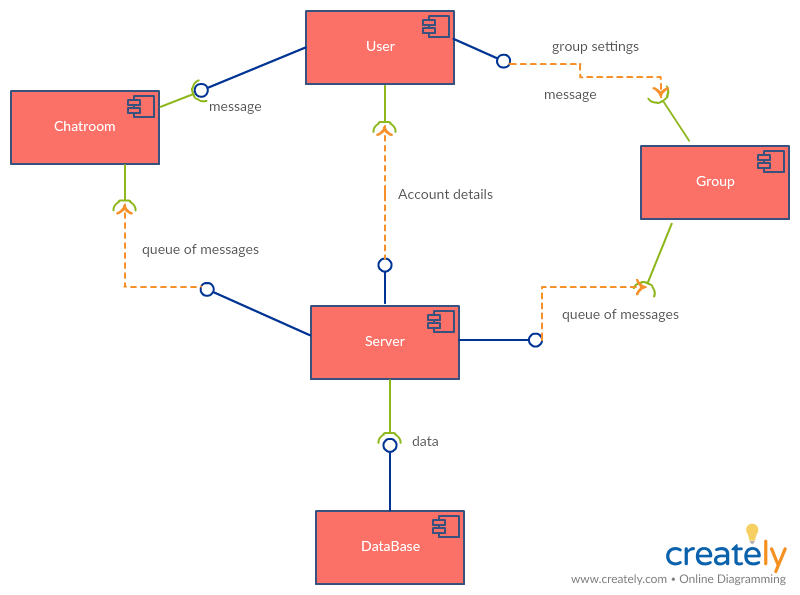 User
group settings
message
message
Chatroom
Group
Account details
queue of messages
queue of messages
Server
data
DataBase
creately
www.creately.com • Online Diagramming